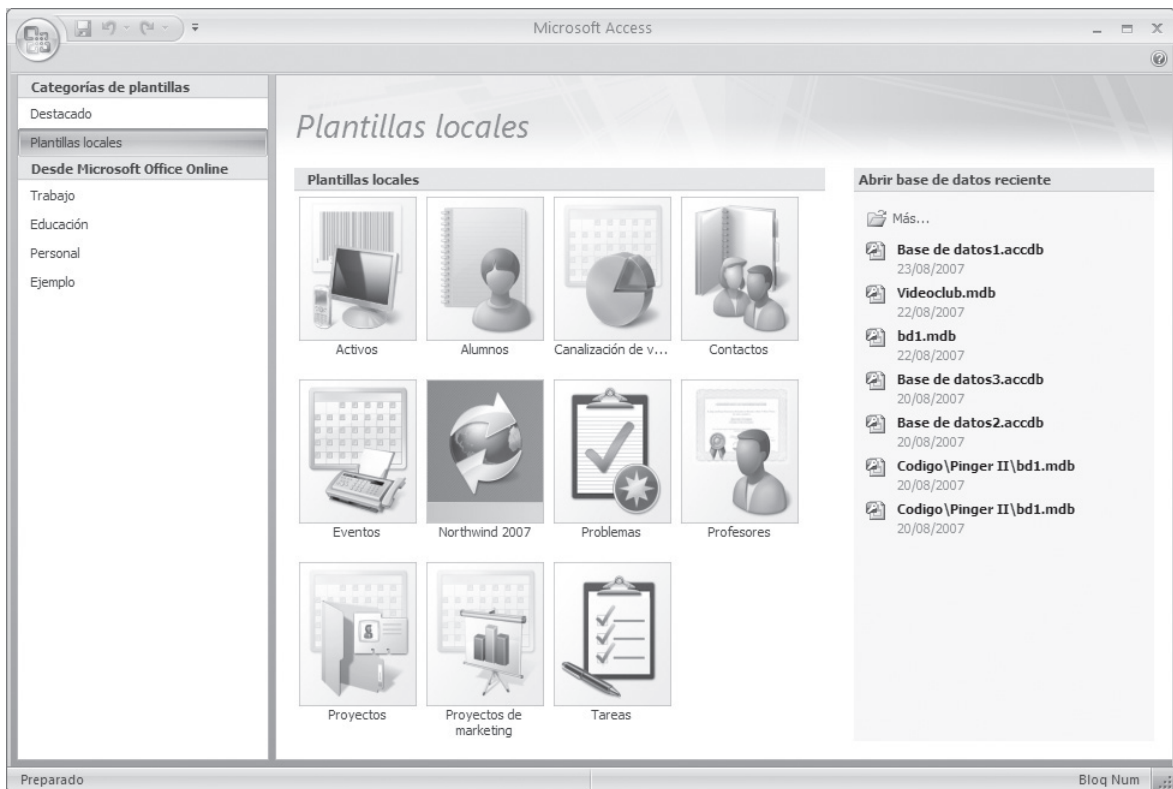 Microsoft Access
Categorías de plantillas
Destacado
Plantillas locales
Desde Microsoft Office Online
Trabajo
Educación
Personal
Ejemplo
Plantillas locales
Plantillas locales
Activos
Alumnos
Canalización de v...
Contactos
Eventos
Northwind 2007
Problemas
Profesores
Proyectos
Proyectos de
marketing
Tareas
Abrir base de datos reciente
Más...
Base de datos1.accdb
23/08/2007
Videoclub.mdb
22/08/2007
bd1.mdb
22/08/2007
Base de datos3.accdb
20/08/2007
Base de datos2.accdb
20/08/2007
Codigo\Pinger II\bd1.mdb
20/08/2007
Codigo\Pinger II\bd1.mdb
20/08/2007
Preparado
Bloq Num